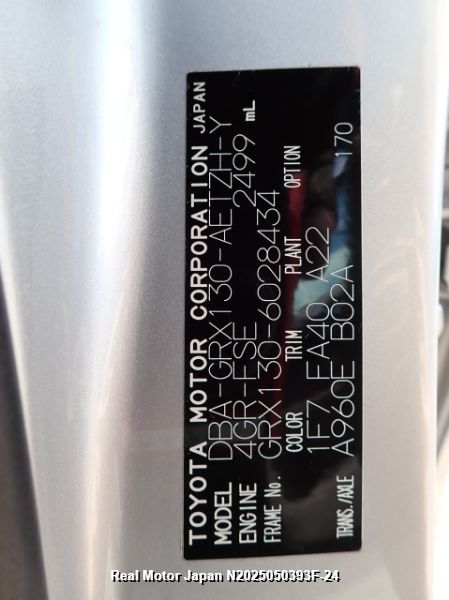 TOYOTA MOTOR CORPORATION JAPAN
MODEL DBA-GRX130-AETZH-Y
ENGINE 4GR-FSE 2499 mL
FRAME No. GRX130-6028434
COLOR TRIM PLANT OPTION
1F7 FA40 A22
TRANS./AXLE A960E B02A 170
Real Motor Japan N2025050393F-24